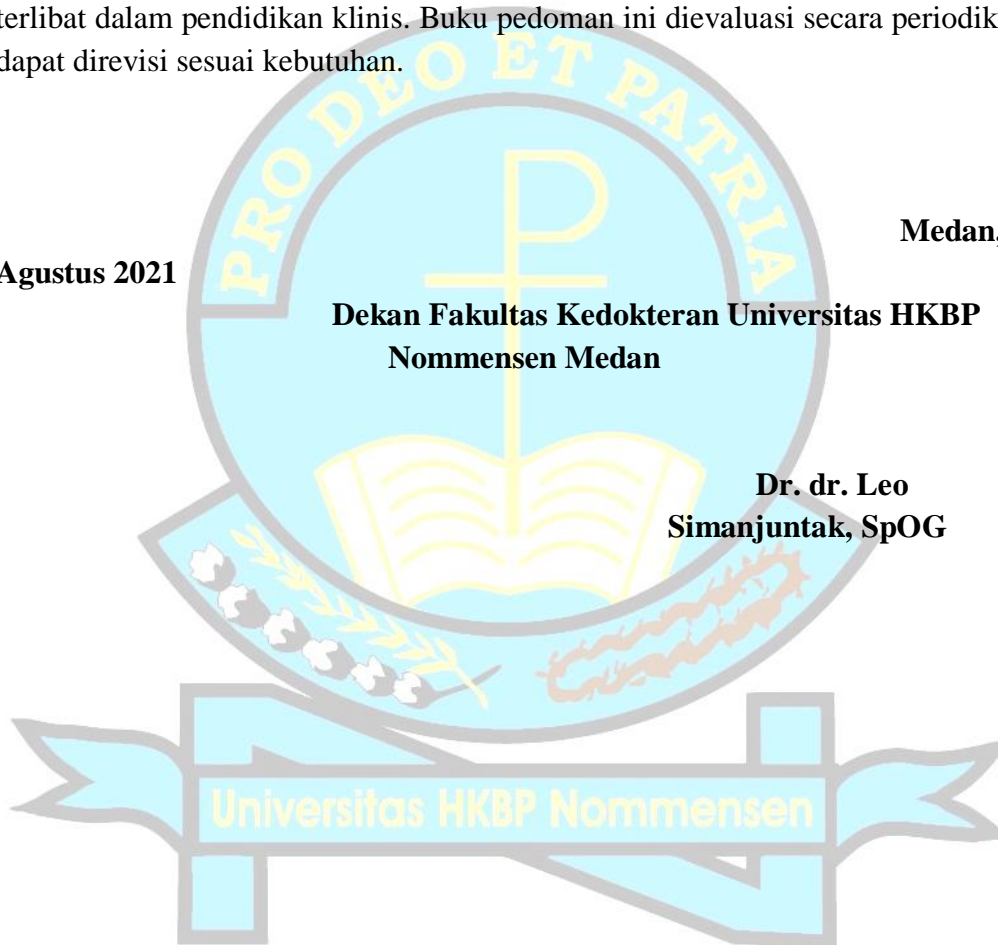 terlibat dalam pendidikan klinis. Buku pedoman ini dievaluasi secara periodik
dapat direvisi sesuai kebutuhan.
PRO DEO ET PATRIA
Medan,
Agustus 2021
Dekan Fakultas Kedokteran Universitas HKBP
Nommensen Medan
Dr. dr. Leo
Simanjuntak, SpOG
Universitas HKBP Nommensen